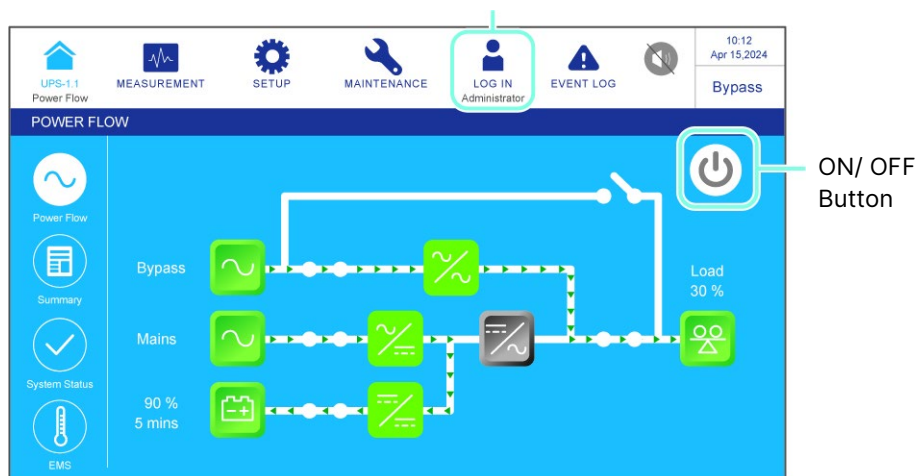 UPS-1.1
Power Flow
MEASUREMENT
SETUP
MAINTENANCE
LOG IN
Administrator
EVENT LOG
10:12
Apr 15,2024
Bypass
POWER FLOW
ON/ OFF
Button
Power Flow
Summary
System Status
EMS
Bypass
Mains
90 %
5 mins
Load
30 %